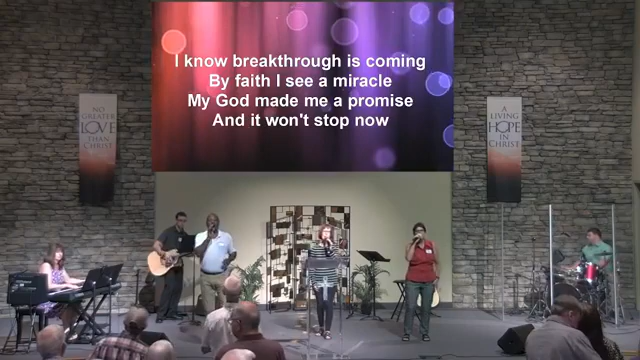 I know breakthrough is coming
By faith I see a miracle
My God made me a promise
And it won't stop now
NO
GREATER
LOVE
THAN
CHRIST
A
LIVING
HOPE
IN
CHRIST